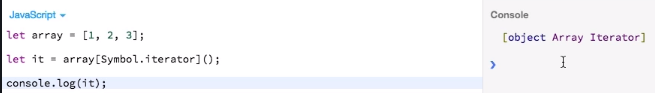 JavaScript
Console
let array = [1, 2, 3];
[object Array Iterator]
let it = array[Symbol.iterator]();
console.log(it);